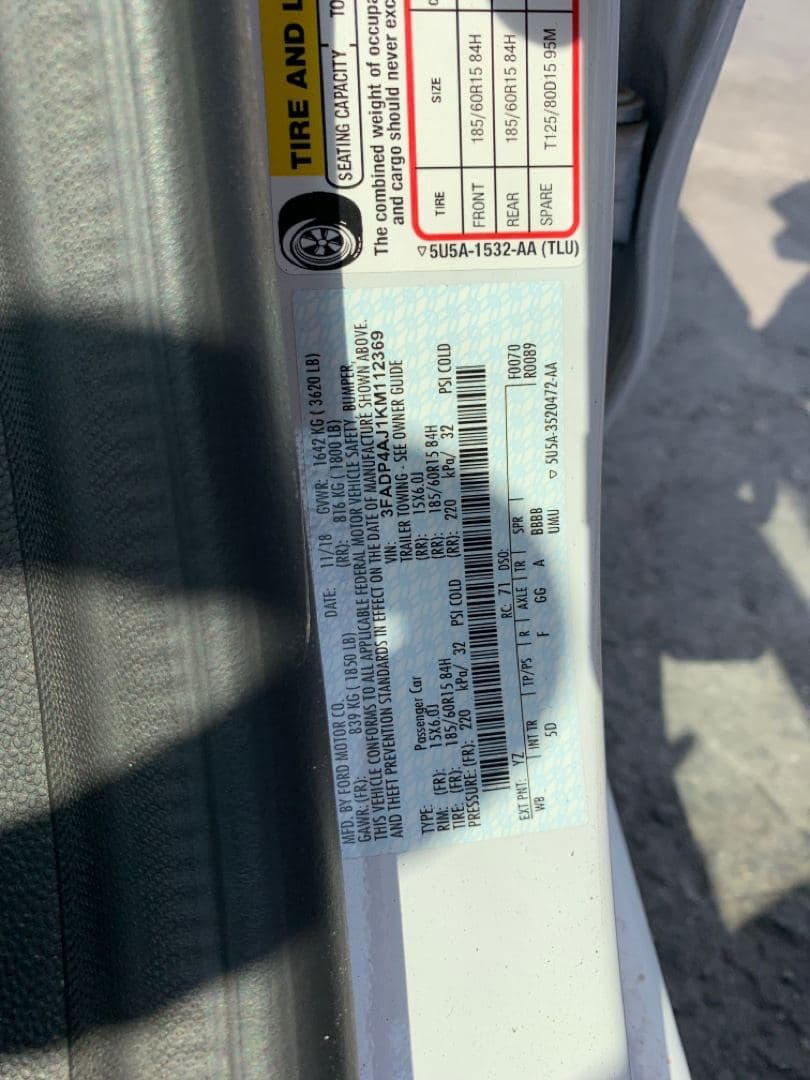 TIRE AND L
SEATING CAPACITY TO
The combined weight of occupa
and cargo should never exc
TIRE SIZE
FRONT 185/60R15 84H
REAR 185/60R15 84H
SPARE T125/80D15 95M
▽5U5A-1532-AA (TLU)
MFD. BY FORD MOTOR CO. DATE: 11/18 GVWR: 1642 KG ( 3620 LB)
GAWR: (FR): 839 KG ( 1850 LB) (RR): 816 KG ( 1800 LB)
THIS VEHICLE CONFORMS TO ALL APPLICABLE FEDERAL MOTOR VEHICLE SAFETY, BUMPER,
AND THEFT PREVENTION STANDARDS IN EFFECT ON THE DATE OF MANUFACTURE SHOWN ABOVE.
VIN: 3FADP4AJ1KM112369
TYPE: Passenger Car TRAILER TOWING - SEE OWNER GUIDE
RIM: (FR): 15X6.0J (RR): 15X6.0J
TIRE: (FR): 185/60R15 84H (RR): 185/60R15 84H
PRESSURE: (FR): 220 kPa/ 32 PSI COLD (RR): 220 kPa/ 32 PSI COLD
EXT PNT: YZ RC: 71 DSO: F0070
WB INT TR TP/PS R AXLE TR SPR R0089
5D F GG A BBBB
UMU ▽ 5U5A-3520472-AA